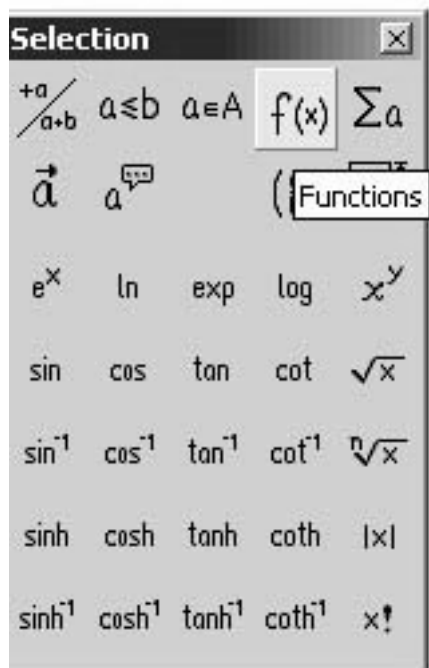 Selection
+a/a+b a≤b a∈A f(x) Σa
a⃗ a
Functions
eˣ ln exp log xʸ
sin cos tan cot √x
sin⁻¹ cos⁻¹ tan⁻¹ cot⁻¹ ⁿ√x
sinh cosh tanh coth |x|
sinh⁻¹ cosh⁻¹ tanh⁻¹ coth⁻¹ x!